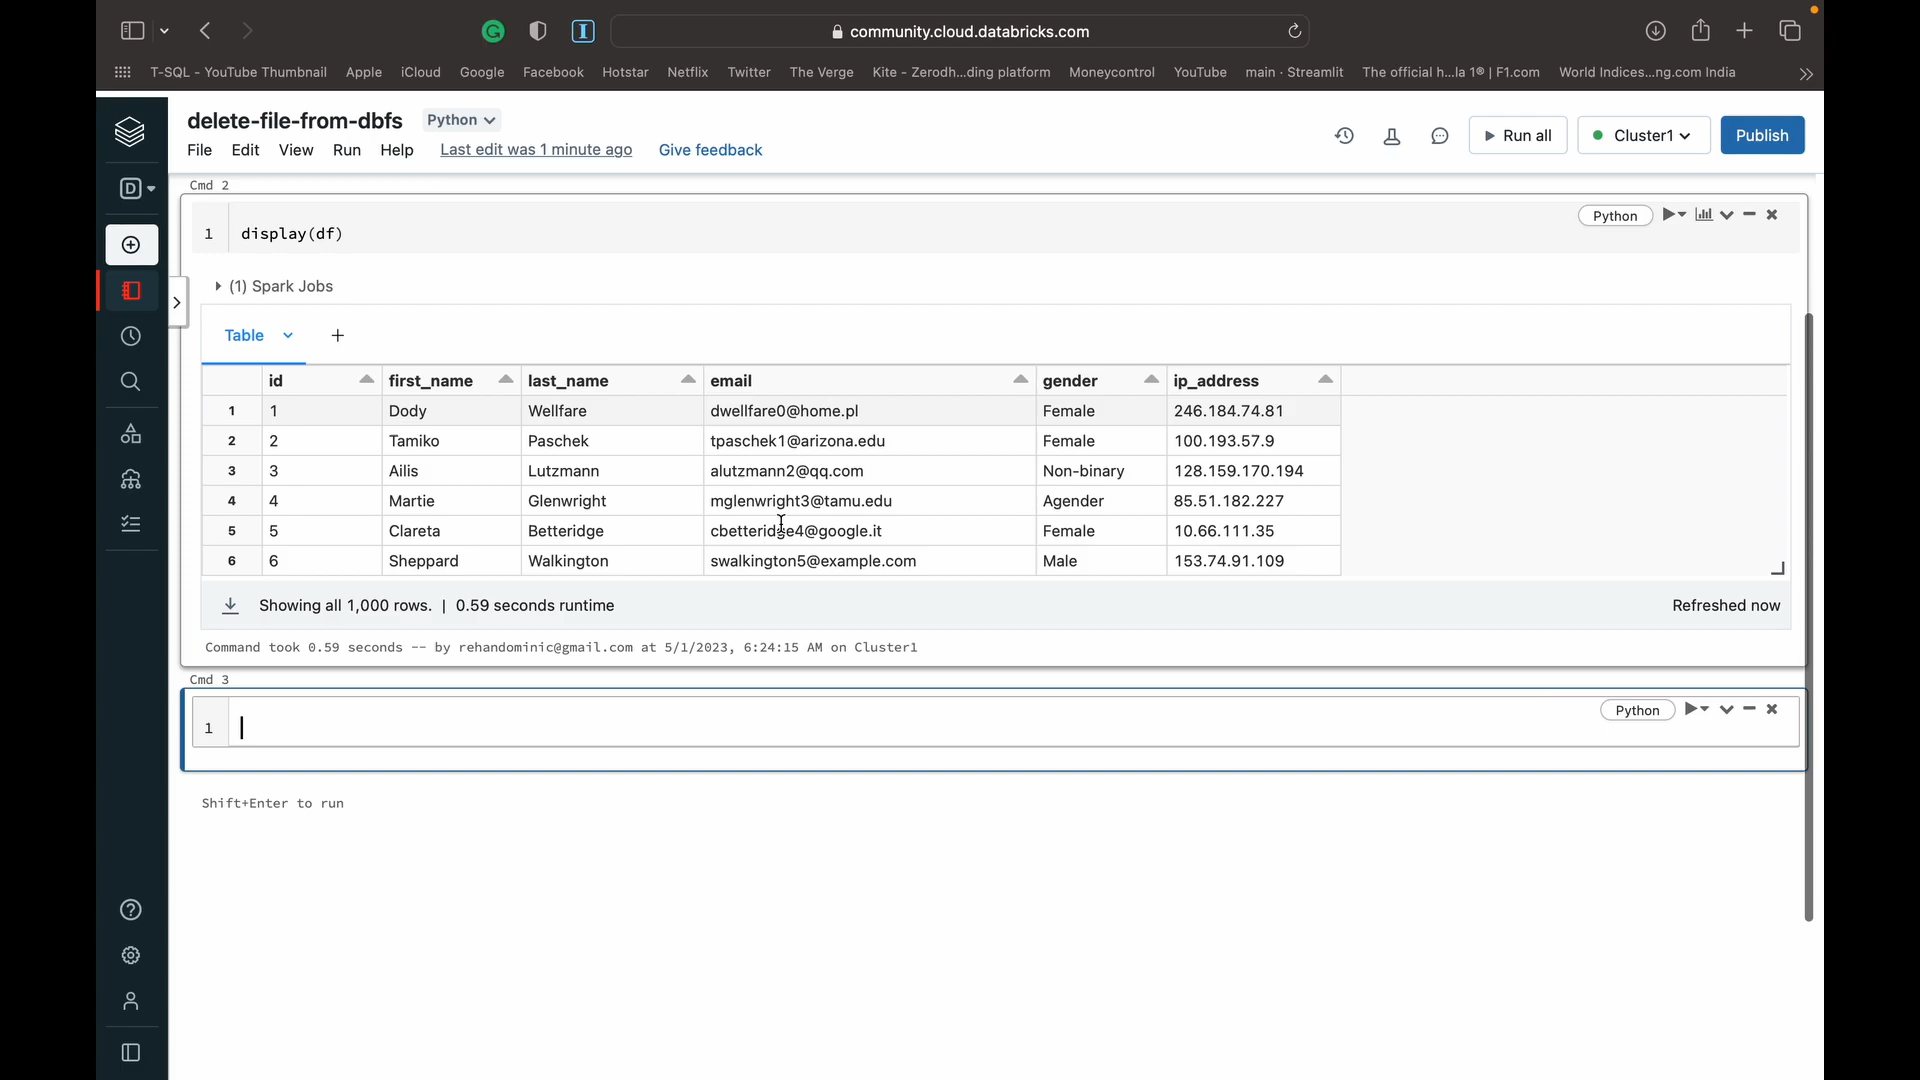 community.cloud.databricks.com
T-SQL - YouTube Thumbnail Apple iCloud Google Facebook Hotstar Netflix Twitter The Verge Kite - Zerodh...ding platform Moneycontrol YouTube main · Streamlit The official h...la 1® | F1.com World Indices...ng.com India
delete-file-from-dbfs Python
File Edit View Run Help Last edit was 1 minute ago Give feedback
Run all Cluster1 Publish
Cmd 2
Python
1 display(df)
(1) Spark Jobs
Table +
id first_name last_name email gender ip_address
1 1 Dody Wellfare dwellfare0@home.pl Female 246.184.74.81
2 2 Tamiko Paschek tpaschek1@arizona.edu Female 100.193.57.9
3 3 Ailis Lutzmann alutzmann2@qq.com Non-binary 128.159.170.194
4 4 Martie Glenwright mglenwright3@tamu.edu Agender 85.51.182.227
5 5 Clareta Betteridge cbetteridge4@google.it Female 10.66.111.35
6 6 Sheppard Walkington swalkington5@example.com Male 153.74.91.109
Showing all 1,000 rows. | 0.59 seconds runtime Refreshed now
Command took 0.59 seconds -- by rehandominic@gmail.com at 5/1/2023, 6:24:15 AM on Cluster1
Cmd 3
Python
1
Shift+Enter to run